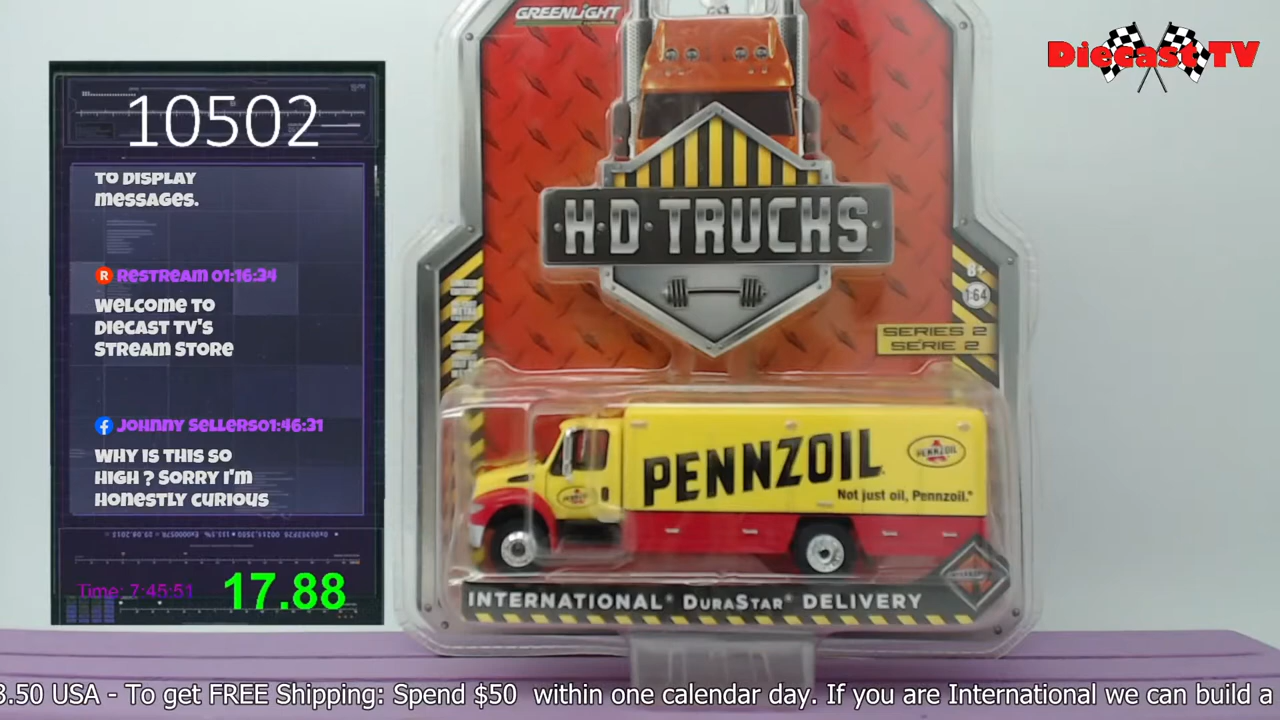 GREENLIGHT
Diecast TV
10502
TO DISPLAY
MESSAGES.
RESTREAM 01:16:34
WELCOME TO
DIECAST TV'S
STREAM STORE
JOHNNY SELLERS01:46:31
WHY IS THIS SO
HIGH ? SORRY I'M
HONESTLY CURIOUS
Time: 7:45:51
17.88
H·D·TRUCKS
8+
1:64
SERIES 2
SÉRIE 2
PENNZOIL
PENNZOIL
Not just oil, Pennzoil.®
INTERNATIONAL® DURASTAR® DELIVERY
3.50 USA - To get FREE Shipping: Spend $50 within one calendar day. If you are International we can build a